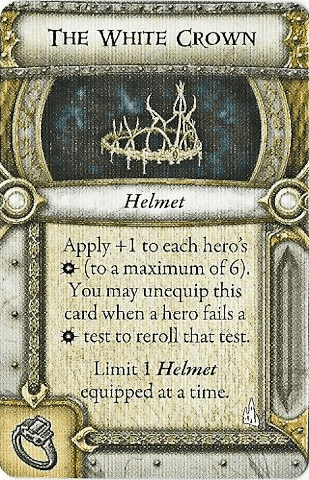 THE WHITE CROWN
Helmet
Apply +1 to each hero's
(to a maximum of 6).
You may unequip this
card when a hero fails a
test to reroll that test.
Limit 1 Helmet
equipped at a time.